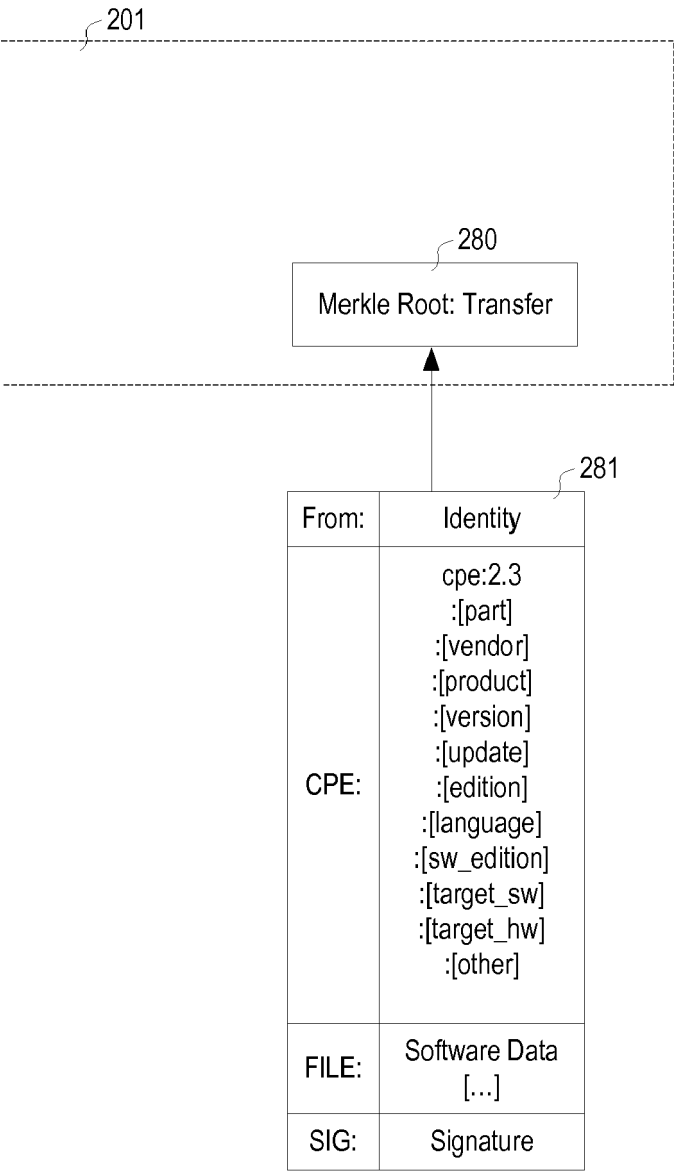 201
280
Merkle Root: Transfer
281
From: Identity
CPE:
cpe:2.3
:[part]
:[vendor]
:[product]
:[version]
:[update]
:[edition]
:[language]
:[sw_edition]
:[target_sw]
:[target_hw]
:[other]
FILE:
Software Data
[...]
SIG: Signature